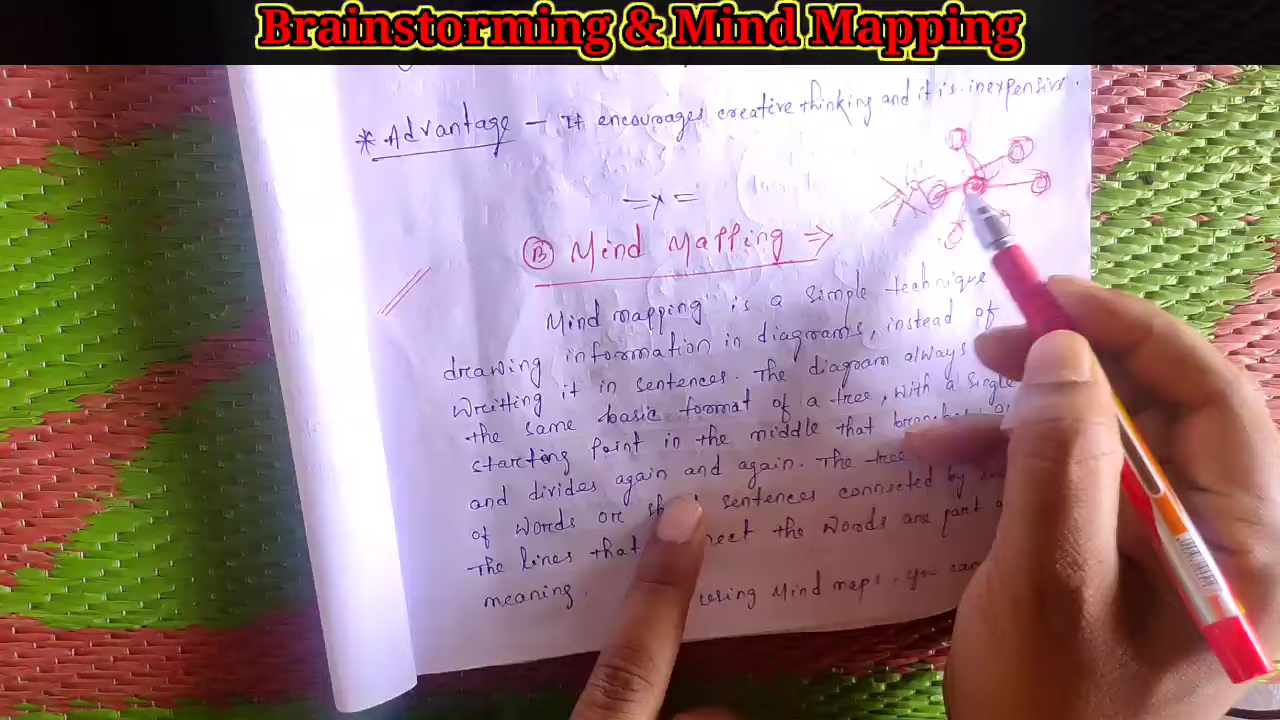 Brainstorming & Mind Mapping
* Advantage - It encourages creative thinking and it is inexpensive.
=x=
(B) Mind Mapping ⇒
Mind mapping is a simple technique
drawing information in diagrams, instead of
Writting it in sentences. The diagram always
the same basic format of a tree, with a single
starting point in the middle that branches
and divides again and again. The tree
of words or sentences connected by
The lines that the words are part
meaning. using Mind maps, you can